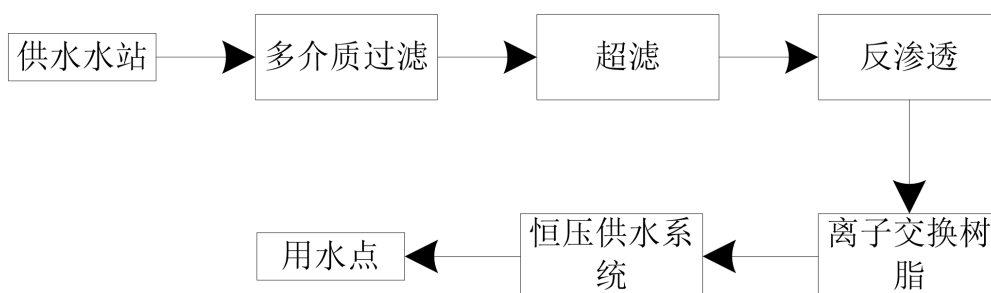 供水水站
多介质过滤
超滤
反渗透
离子交换树
脂
恒压供水系
统
用水点